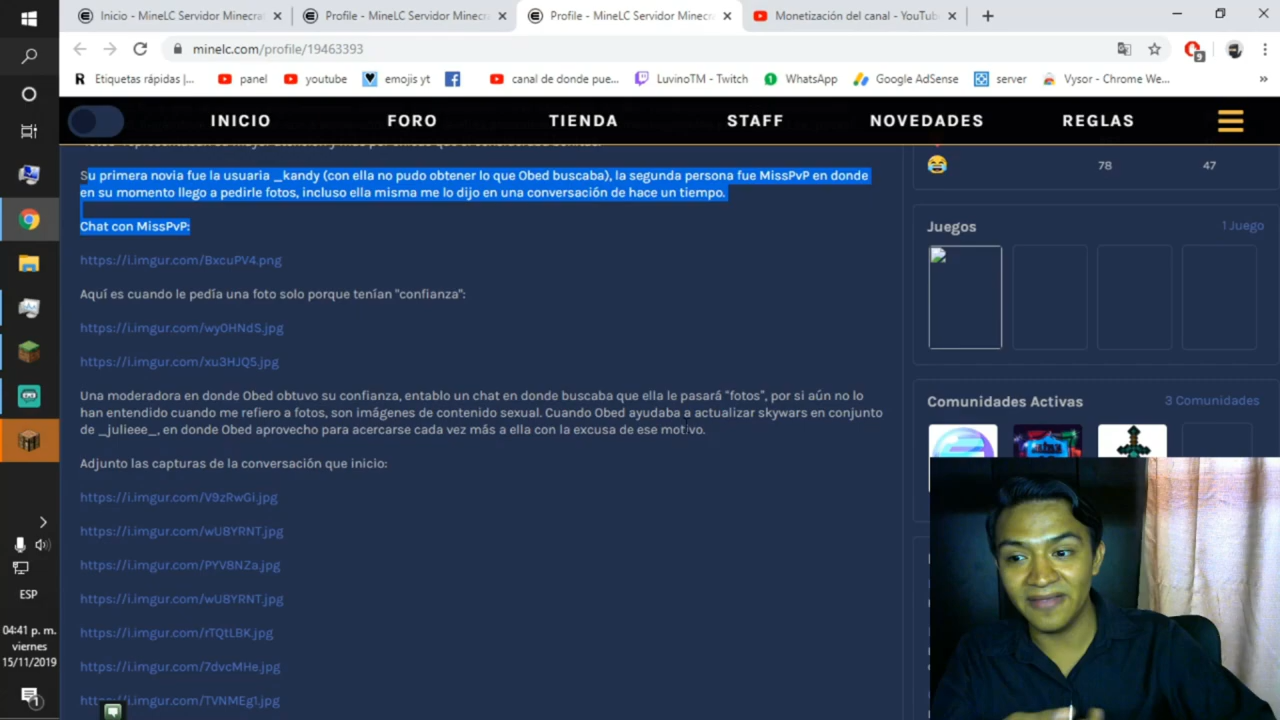 Inicio - MineLC Servidor Minecra
Profile - MineLC Servidor Minecra
Profile - MineLC Servidor Minecra
Monetización del canal - YouTub
minelc.com/profile/19463393
Etiquetas rápidas |...
panel
youtube
emojis yt
canal de donde pue...
LuvinoTM - Twitch
WhatsApp
Google AdSense
server
Vysor - Chrome We...
INICIO
FORO
TIENDA
STAFF
NOVEDADES
REGLAS
Su primera novia fue la usuaria _kandy (con ella no pudo obtener lo que Obed buscaba), la segunda persona fue MissPvP en donde
en su momento llego a pedirle fotos, incluso ella misma me lo dijo en una conversación de hace un tiempo.
Chat con MissPvP:
https://i.imgur.com/BxcuPV4.png
Aquí es cuando le pedía una foto solo porque tenían "confianza":
https://i.imgur.com/wy0HNdS.jpg
https://i.imgur.com/xu3HJQ5.jpg
Una moderadora en donde Obed obtuvo su confianza, entablo un chat en donde buscaba que ella le pasará "fotos", por si aún no lo
han entendido cuando me refiero a fotos, son imágenes de contenido sexual. Cuando Obed ayudaba a actualizar skywars en conjunto
de _julieee_, en donde Obed aprovecho para acercarse cada vez más a ella con la excusa de ese motivo.
Adjunto las capturas de la conversación que inicio:
https://i.imgur.com/V9zRwGi.jpg
https://i.imgur.com/wU8YRNT.jpg
https://i.imgur.com/PYV8NZa.jpg
https://i.imgur.com/wU8YRNT.jpg
https://i.imgur.com/rTQtLBK.jpg
https://i.imgur.com/7dvcMHe.jpg
https://i.imgur.com/TVNMEg1.jpg
78
47
Juegos
1 Juego
Comunidades Activas
3 Comunidades
ESP
04:41 p. m.
viernes
15/11/2019
1
9